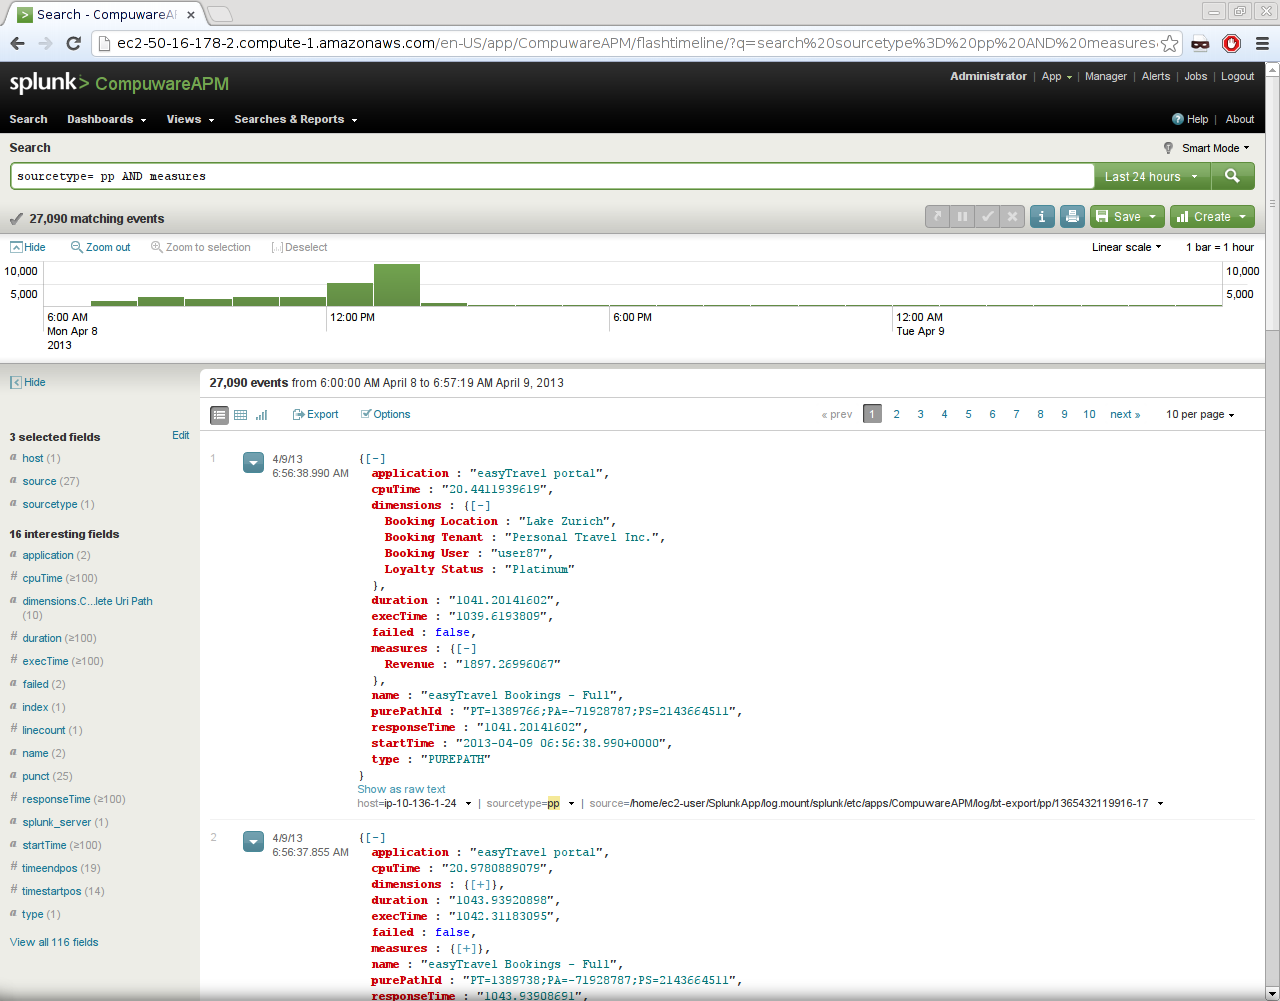 Search - CompuwareAF
ec2-50-16-178-2.compute-1.amazonaws.com/en-US/app/CompuwareAPM/flashtimeline/?q=search%20sourcetype%3D%20pp%20AND%20measures
splunk> CompuwareAPM
Administrator | App | Manager | Alerts | Jobs | Logout
Search Dashboards Views Searches & Reports
Help | About
Search
Smart Mode
sourcetype= pp AND measures
Last 24 hours
27,090 matching events
Save Create
Hide Zoom out Zoom to selection Deselect
Linear scale 1 bar = 1 hour
10,000 10,000
5,000 5,000
6:00 AM 12:00 PM 6:00 PM 12:00 AM
Mon Apr 8 Tue Apr 9
2013
Hide
27,090 events from 6:00:00 AM April 8 to 6:57:19 AM April 9, 2013
Export Options
« prev 1 2 3 4 5 6 7 8 9 10 next » 10 per page
3 selected fields Edit
a host (1)
a source (27)
a sourcetype (1)
16 interesting fields
a application (2)
# cpuTime (≥100)
a dimensions.C...lete Uri Path
(10)
# duration (≥100)
# execTime (≥100)
a failed (2)
a index (1)
# linecount (1)
a name (2)
a punct (25)
# responseTime (≥100)
a splunk_server (1)
a startTime (≥100)
# timeendpos (19)
# timestartpos (14)
a type (1)
View all 116 fields
1 4/9/13
6:56:38.990 AM
{[-]
application : "easyTravel portal",
cpuTime : "20.4411939619",
dimensions : {[-]
Booking Location : "Lake Zurich",
Booking Tenant : "Personal Travel Inc.",
Booking User : "user87",
Loyalty Status : "Platinum"
},
duration : "1041.20141602",
execTime : "1039.6193809",
failed : false,
measures : {[-]
Revenue : "1897.26996067"
},
name : "easyTravel Bookings - Full",
purePathId : "PT=1389766;PA=-71928787;PS=2143664511",
responseTime : "1041.20141602",
startTime : "2013-04-09 06:56:38.990+0000",
type : "PUREPATH"
}
Show as raw text
host=ip-10-136-1-24 | sourcetype=pp | source=/home/ec2-user/SplunkApp/log.mount/splunk/etc/apps/CompuwareAPM/log/bt-export/pp/1365432119916-17
2 4/9/13
6:56:37.855 AM
{[-]
application : "easyTravel portal",
cpuTime : "20.9780889079",
dimensions : {[+]},
duration : "1043.93920898",
execTime : "1042.31183095",
failed : false,
measures : {[+]},
name : "easyTravel Bookings - Full",
purePathId : "PT=1389738;PA=-71928787;PS=2143664511",
responseTime : "1043.93908691",